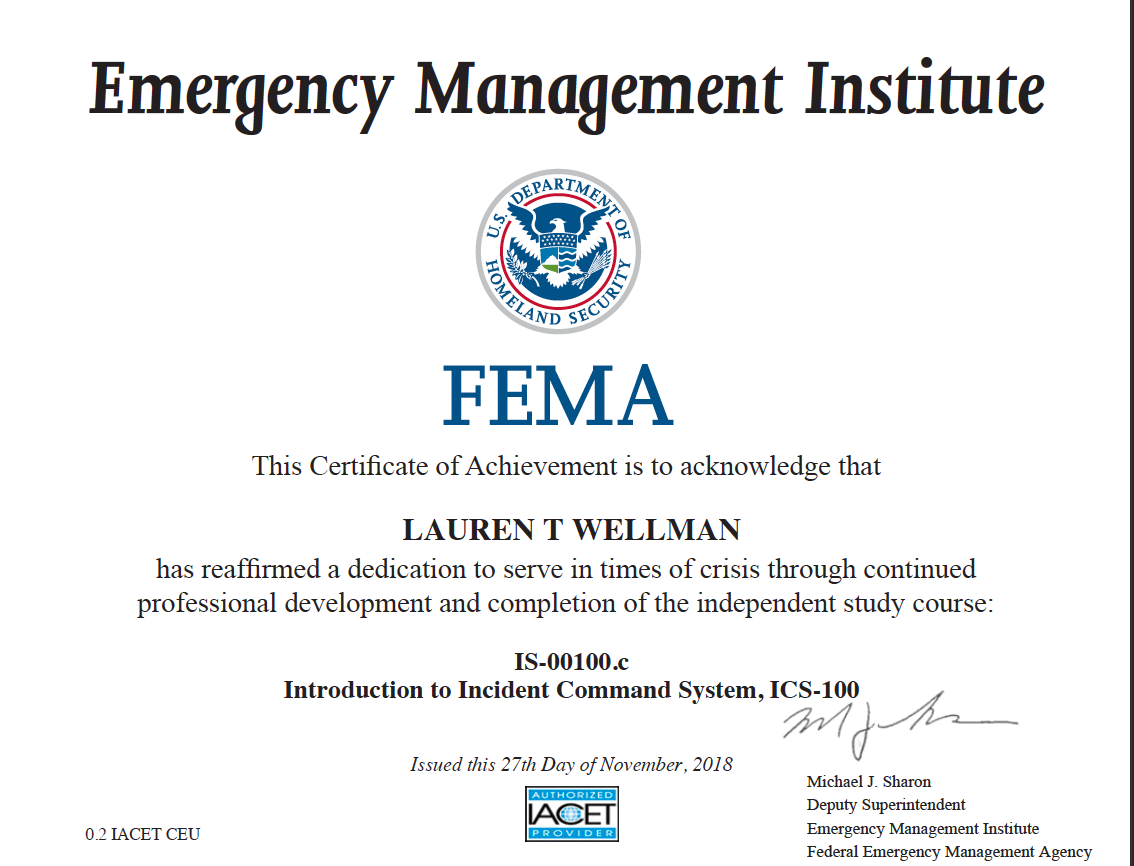 Emergency Management Institute
U.S. DEPARTMENT OF
HOMELAND SECURITY
FEMA
This Certificate of Achievement is to acknowledge that
LAUREN T WELLMAN
has reaffirmed a dedication to serve in times of crisis through continued
professional development and completion of the independent study course:
IS-00100.c
Introduction to Incident Command System, ICS-100
Issued this 27th Day of November, 2018
Michael J. Sharon
Deputy Superintendent
Emergency Management Institute
Federal Emergency Management Agency
AUTHORIZED
IACET
PROVIDER
0.2 IACET CEU